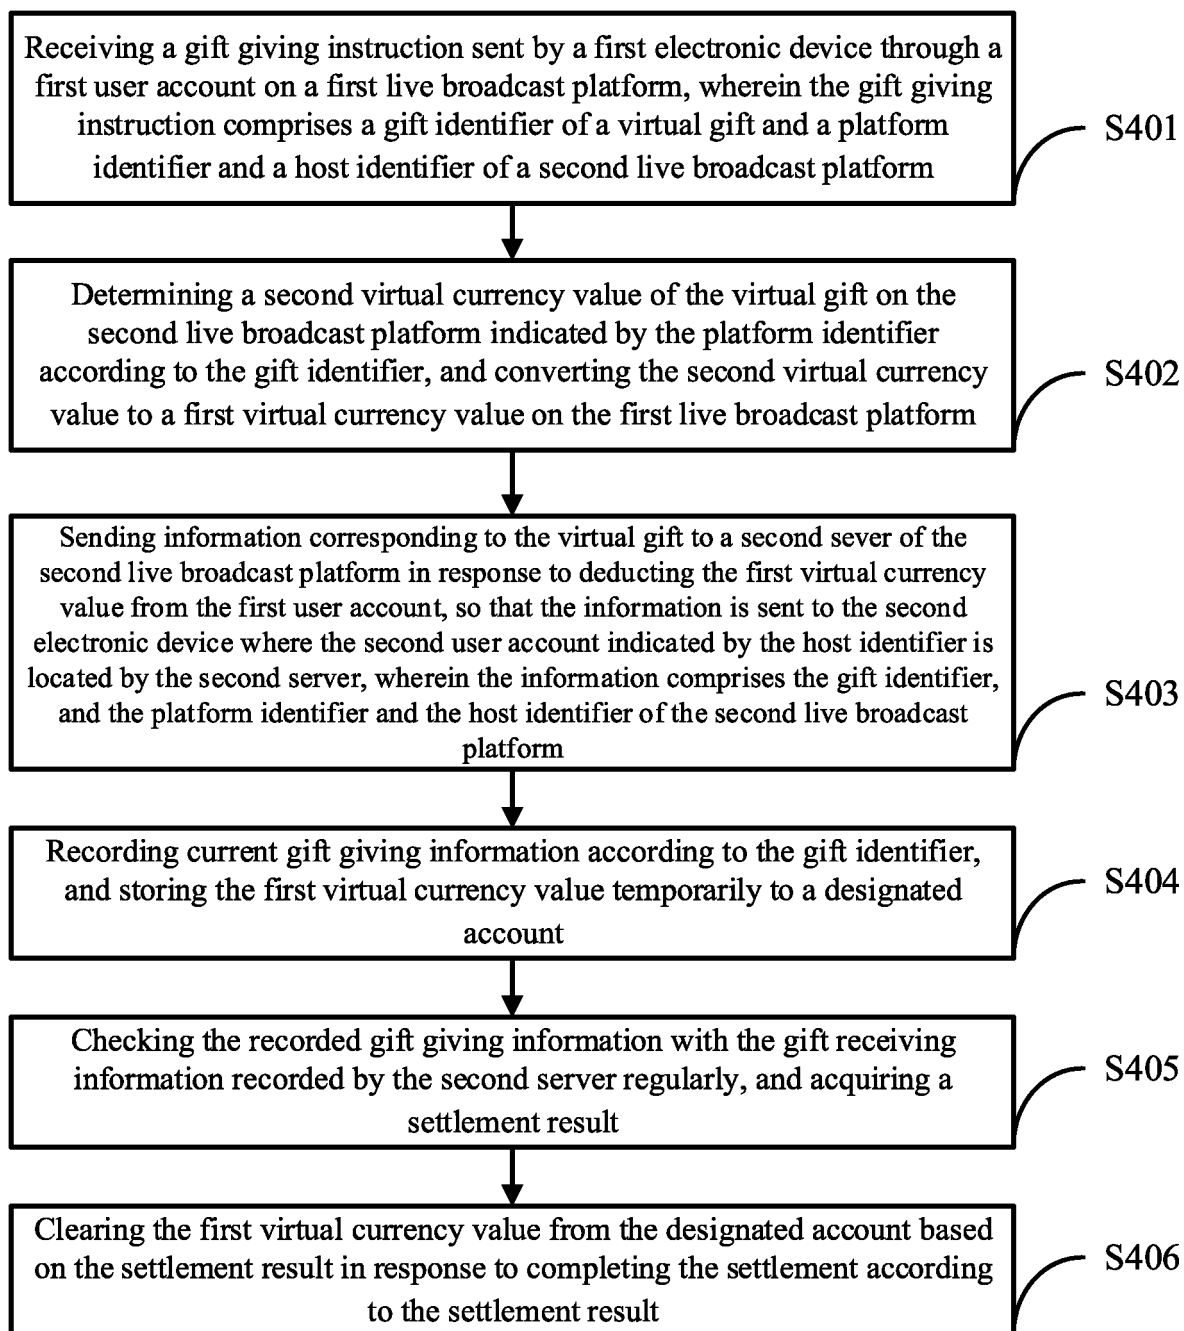 Receiving a gift giving instruction sent by a first electronic device through a
first user account on a first live broadcast platform, wherein the gift giving
instruction comprises a gift identifier of a virtual gift and a platform
identifier and a host identifier of a second live broadcast platform
S401
Determining a second virtual currency value of the virtual gift on the
second live broadcast platform indicated by the platform identifier
according to the gift identifier, and converting the second virtual currency
value to a first virtual currency value on the first live broadcast platform
S402
Sending information corresponding to the virtual gift to a second sever of the
second live broadcast platform in response to deducting the first virtual currency
value from the first user account, so that the information is sent to the second
electronic device where the second user account indicated by the host identifier is
located by the second server, wherein the information comprises the gift identifier,
and the platform identifier and the host identifier of the second live broadcast
platform
S403
Recording current gift giving information according to the gift identifier,
and storing the first virtual currency value temporarily to a designated
account
S404
Checking the recorded gift giving information with the gift receiving
information recorded by the second server regularly, and acquiring a
settlement result
S405
Clearing the first virtual currency value from the designated account based
on the settlement result in response to completing the settlement according
to the settlement result
S406